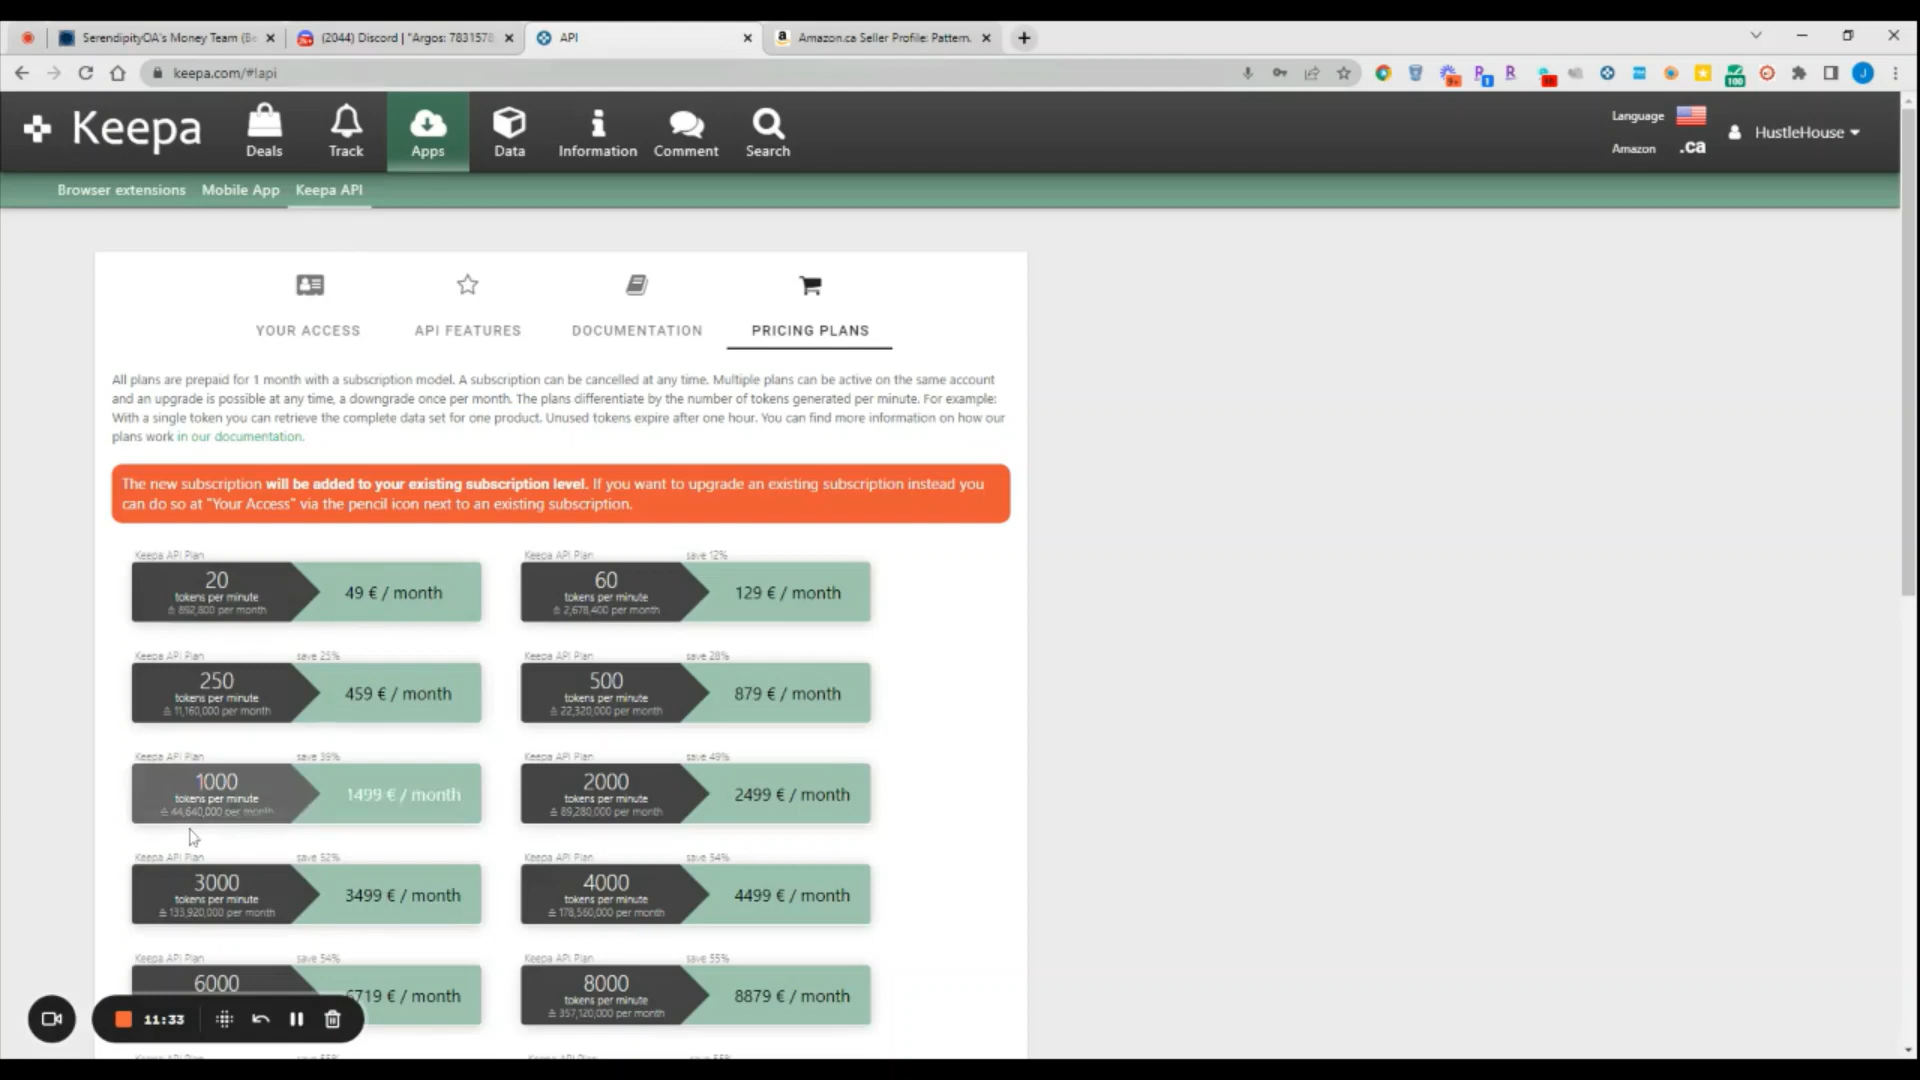 SerendipityOA's Money Team (Be
(2044) Discord | "Argos: 7831578
API
Amazon.ca Seller Profile: Pattern.
keepa.com/#!api
Keepa
Deals
Track
Apps
Data
Information
Comment
Search
Language
Amazon .ca
HustleHouse
Browser extensions Mobile App Keepa API
YOUR ACCESS
API FEATURES
DOCUMENTATION
PRICING PLANS
All plans are prepaid for 1 month with a subscription model. A subscription can be cancelled at any time. Multiple plans can be active on the same account
and an upgrade is possible at any time, a downgrade once per month. The plans differentiate by the number of tokens generated per minute. For example:
With a single token you can retrieve the complete data set for one product. Unused tokens expire after one hour. You can find more information on how our
plans work in our documentation.
The new subscription will be added to your existing subscription level. If you want to upgrade an existing subscription instead you
can do so at "Your Access" via the pencil icon next to an existing subscription.
Keepa API Plan
20
tokens per minute
≙ 892,800 per month
49 € / month
Keepa API Plan save 12%
60
tokens per minute
≙ 2,678,400 per month
129 € / month
Keepa API Plan save 25%
250
tokens per minute
≙ 11,160,000 per month
459 € / month
Keepa API Plan save 28%
500
tokens per minute
≙ 22,320,000 per month
879 € / month
Keepa API Plan save 39%
1000
tokens per minute
≙ 44,640,000 per month
1499 € / month
Keepa API Plan save 49%
2000
tokens per minute
≙ 89,280,000 per month
2499 € / month
Keepa API Plan save 52%
3000
tokens per minute
≙ 133,920,000 per month
3499 € / month
Keepa API Plan save 54%
4000
tokens per minute
≙ 178,560,000 per month
4499 € / month
Keepa API Plan save 54%
6000
6719 € / month
Keepa API Plan save 55%
8000
tokens per minute
≙ 357,120,000 per month
8879 € / month
11:33